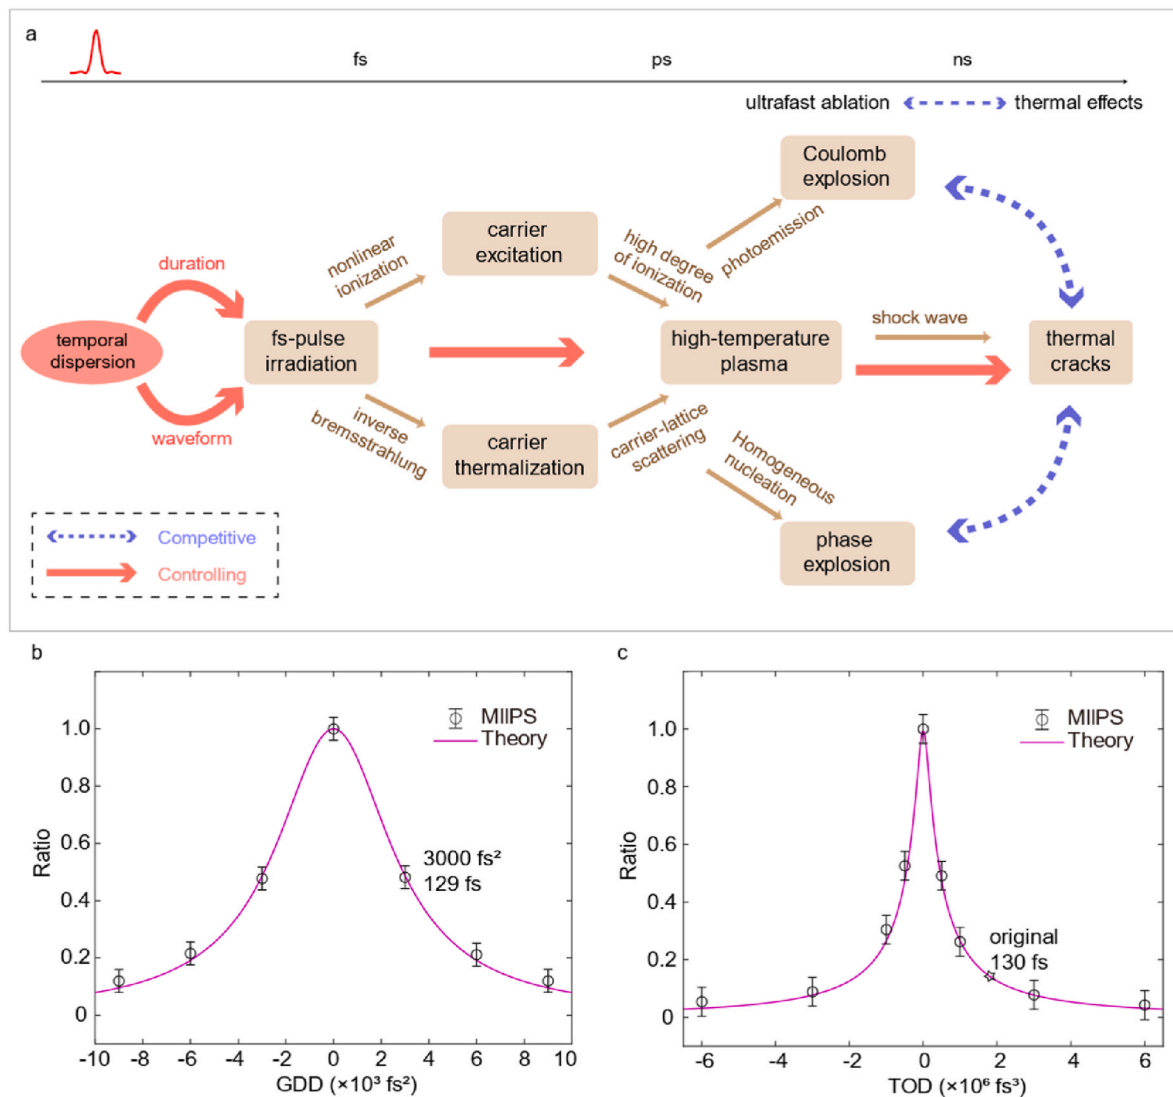 a
fs
ps
ns
ultrafast ablation
thermal effects
Coulomb
explosion
carrier
excitation
nonlinear
ionization
high degree
of ionization
photoemission
duration
temporal
dispersion
fs-pulse
irradiation
high-temperature
plasma
shock wave
thermal
cracks
waveform
inverse
bremsstrahlung
carrier
thermalization
carrier-lattice
scattering
Homogeneous
nucleation
phase
explosion
Competitive
Controlling
b
Ratio
1.0
0.8
0.6
0.4
0.2
0
MIIPS
Theory
3000 fs²
129 fs
-10
-8
-6
-4
-2
0
2
4
6
8
10
GDD (×10³ fs²)
c
Ratio
1.0
0.8
0.6
0.4
0.2
0
MIIPS
Theory
original
130 fs
-6
-4
-2
0
2
4
6
TOD (×10⁶ fs³)